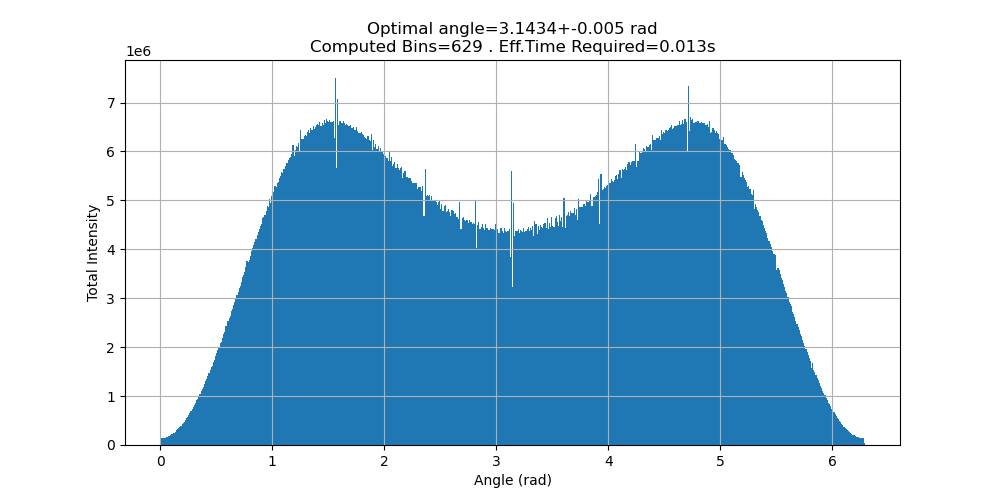 Optimal angle=3.1434+-0.005 rad
Computed Bins=629 . Eff.Time Required=0.013s
1e6
7
6
5
4
3
2
1
0
Total Intensity
0 1 2 3 4 5 6
Angle (rad)